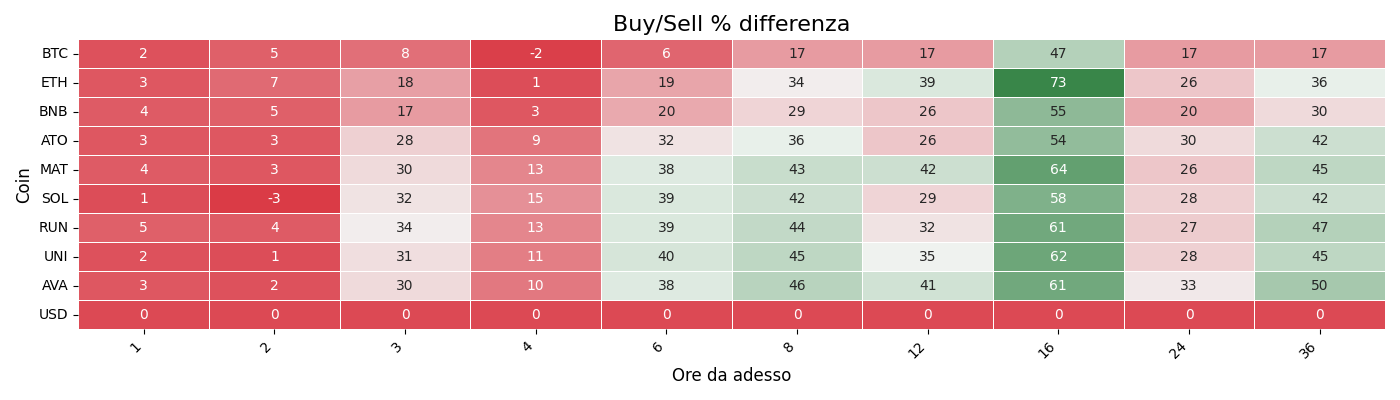 Buy/Sell % differenza
Coin
BTC 2 5 8 -2 6 17 17 47 17 17
ETH 3 7 18 1 19 34 39 73 26 36
BNB 4 5 17 3 20 29 26 55 20 30
ATO 3 3 28 9 32 36 26 54 30 42
MAT 4 3 30 13 38 43 42 64 26 45
SOL 1 -3 32 15 39 42 29 58 28 42
RUN 5 4 34 13 39 44 32 61 27 47
UNI 2 1 31 11 40 45 35 62 28 45
AVA 3 2 30 10 38 46 41 61 33 50
USD 0 0 0 0 0 0 0 0 0 0
1 2 3 4 6 8 12 16 24 36
Ore da adesso